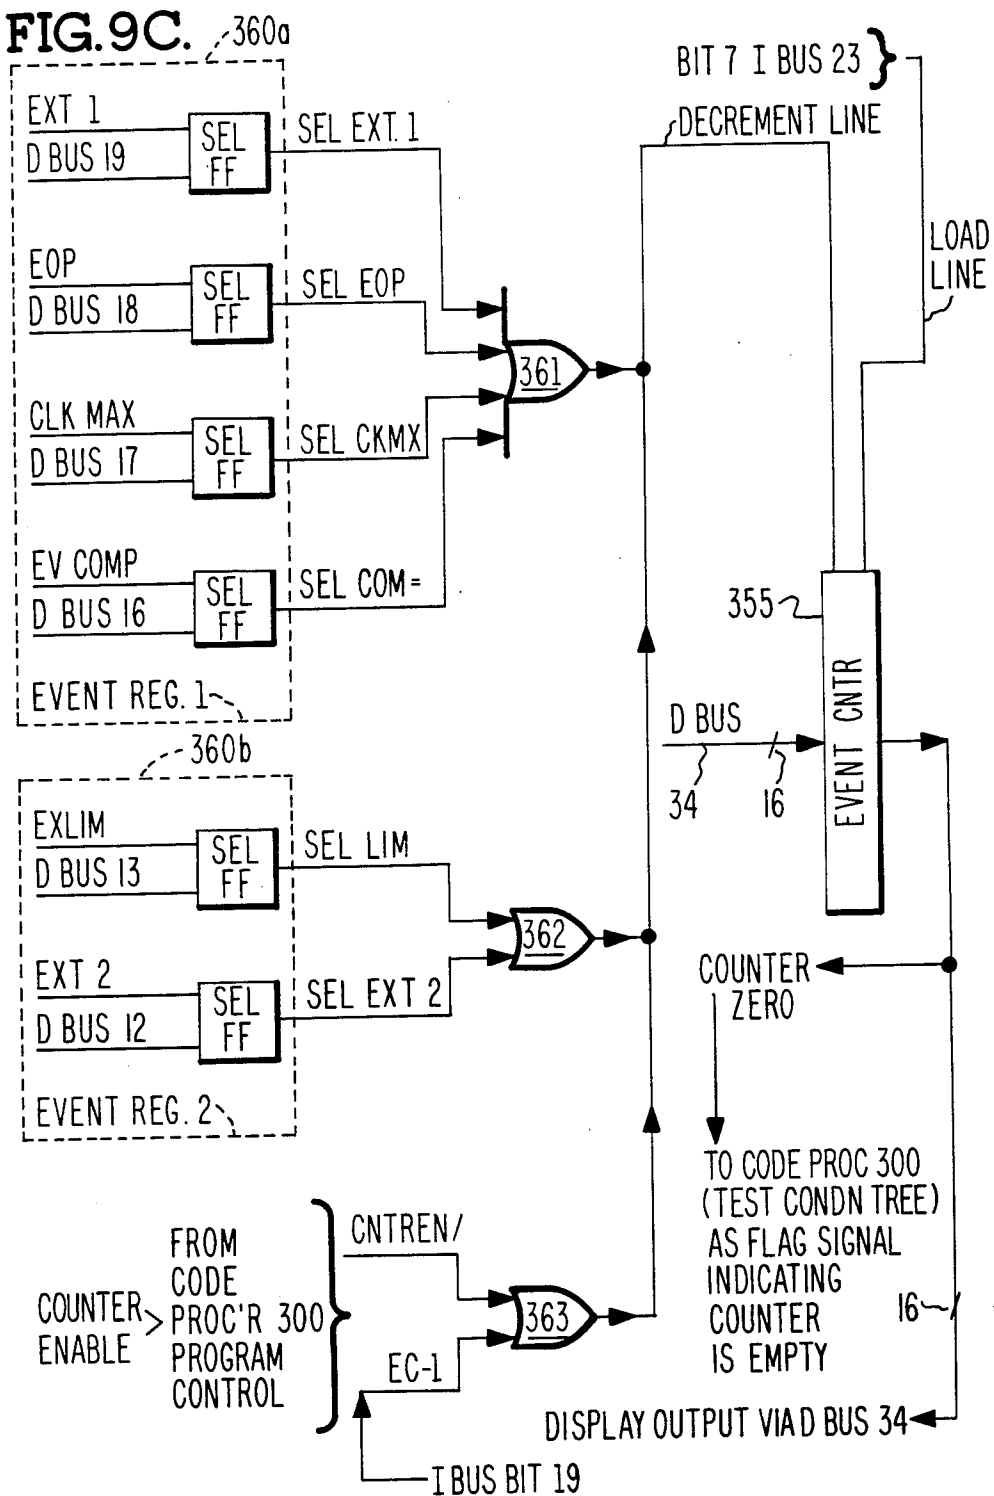 FIG. 9C.
360a
BIT 7 I BUS 23
DECREMENT LINE
LOAD
LINE
EXT 1
D BUS 19
SEL
FF
SEL EXT. 1
EOP
D BUS 18
SEL
FF
SEL EOP
361
CLK MAX
D BUS 17
SEL
FF
SEL CKMX
EV COMP
D BUS 16
SEL
FF
SEL COM=
EVENT REG. 1
355
EVENT CNTR
D BUS
34
16
360b
EXLIM
D BUS 13
SEL
FF
SEL LIM
362
EXT 2
D BUS 12
SEL
FF
SEL EXT 2
EVENT REG. 2
COUNTER
ZERO
TO CODE PROC 300
(TEST CONDN TREE)
AS FLAG SIGNAL
INDICATING
COUNTER
IS EMPTY
16
COUNTER
ENABLE
FROM
CODE
PROC'R 300
PROGRAM
CONTROL
CNTREN/
363
EC-1
I BUS BIT 19
DISPLAY OUTPUT VIA D BUS 34